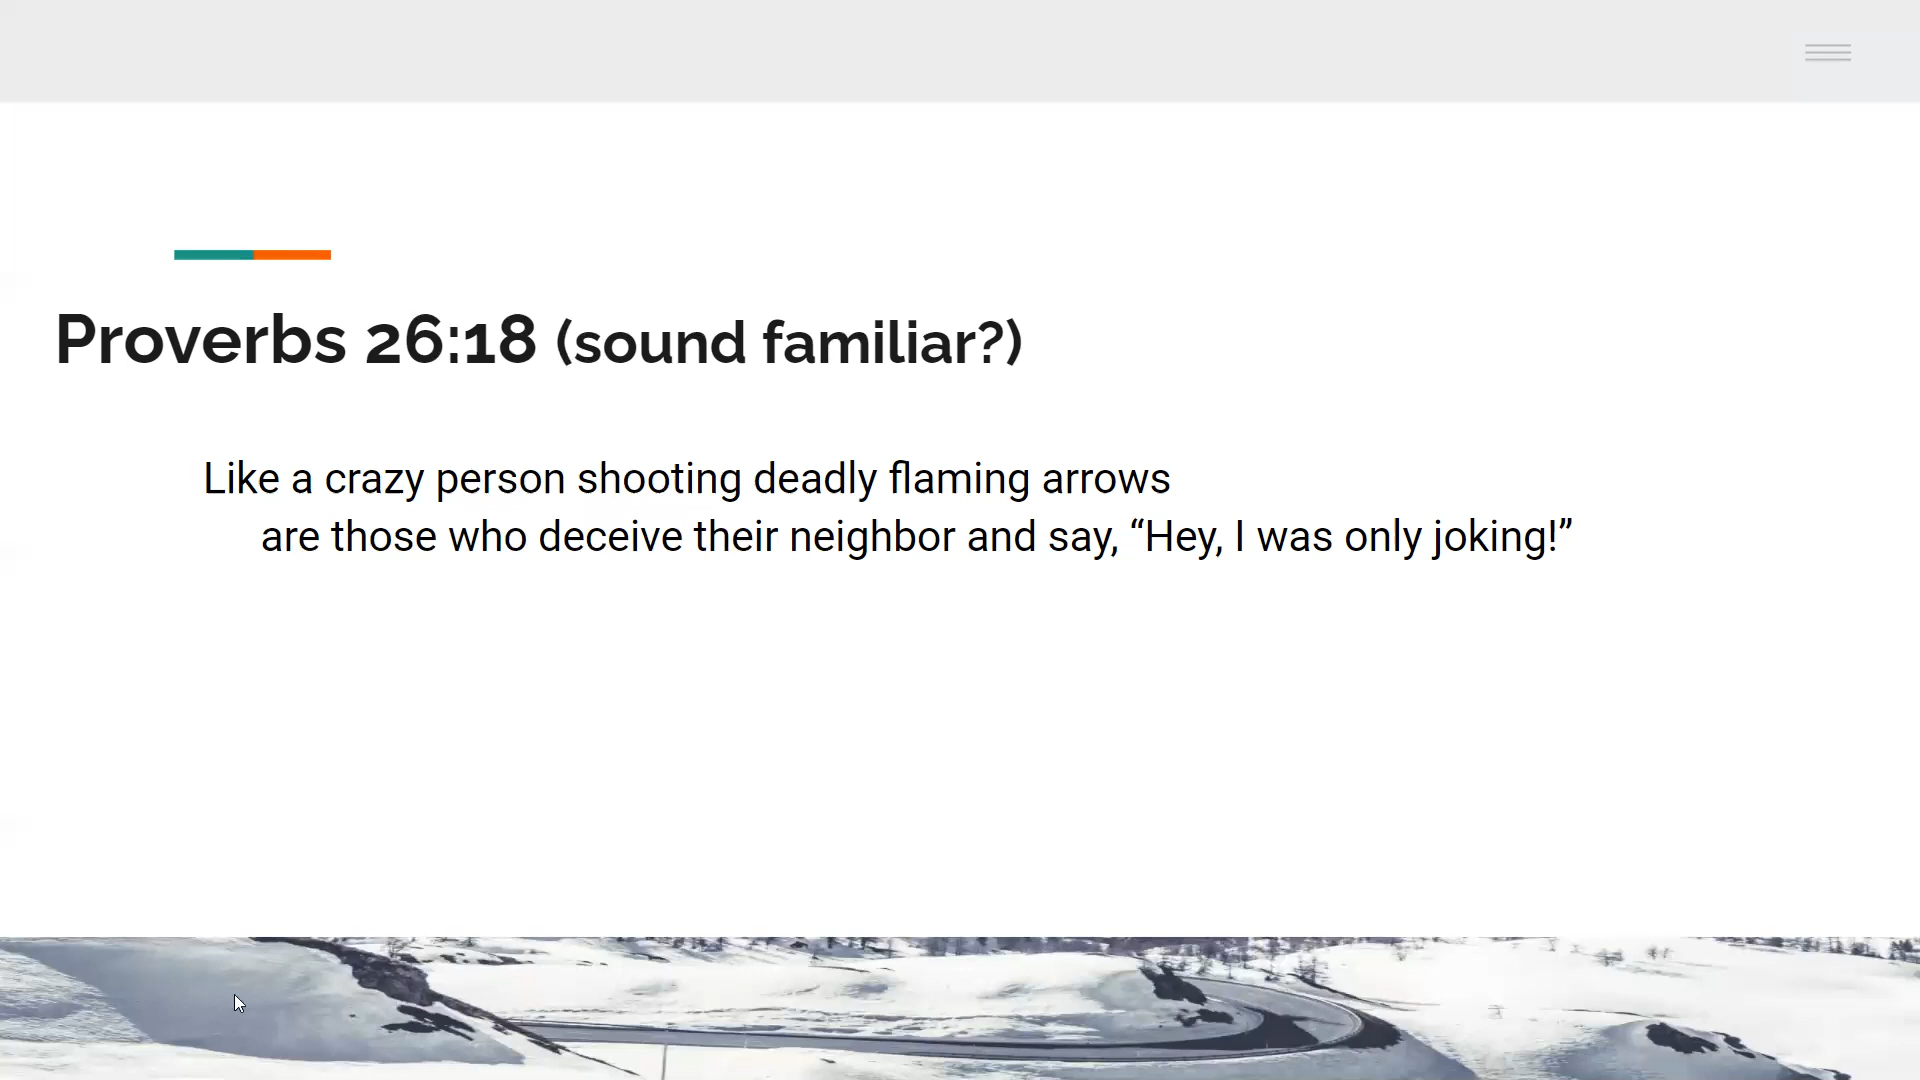 Proverbs 26:18 (sound familiar?)
Like a crazy person shooting deadly flaming arrows
are those who deceive their neighbor and say, “Hey, I was only joking!”